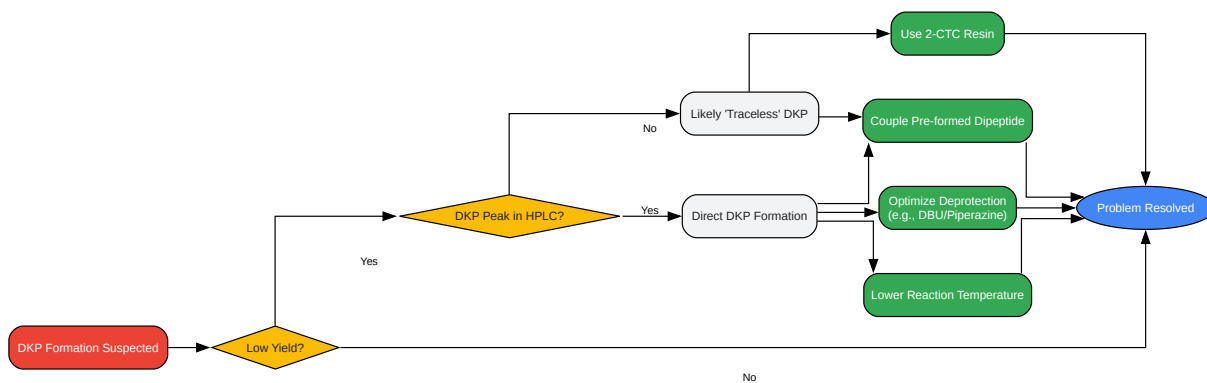 Use 2-CTC Resin
Likely 'Traceless' DKP
Couple Pre-formed Dipeptide
No
DKP Peak in HPLC?
Yes
Direct DKP Formation
Optimize Deprotection
(e.g., DBU/Piperazine)
Problem Resolved
Yes
Lower Reaction Temperature
DKP Formation Suspected
Low Yield?
No